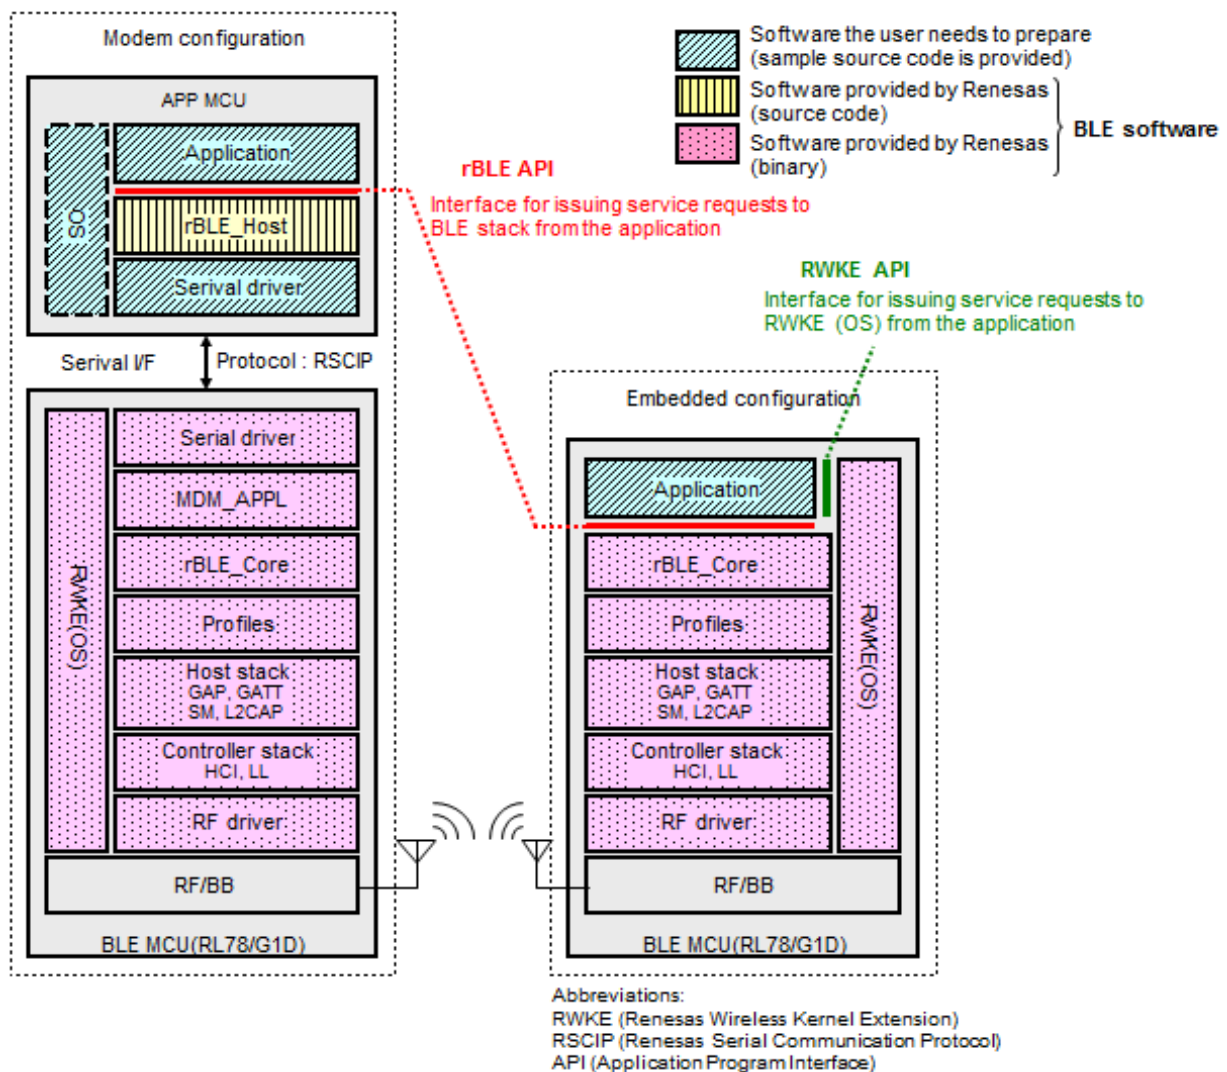 Modem configuration
APP MCU
Application
OS
rBLE_Host
Serival driver
Serival I/F
Protocol : RSCIP
Serial driver
MDM_APPL
rBLE_Core
Profiles
Host stack
GAP, GATT
SM, L2CAP
Controller stack
HCI, LL
RF driver
RWKE(OS)
RF/BB
BLE MCU(RL78/G1D)
Software the user needs to prepare
(sample source code is provided)
Software provided by Renesas
(source code)
Software provided by Renesas
(binary)
BLE software
rBLE API
Interface for issuing service requests to
BLE stack from the application
RWKE API
Interface for issuing service requests to
RWKE (OS) from the application
Embedded configuration
Application
rBLE_Core
Profiles
Host stack
GAP, GATT
SM, L2CAP
Controller stack
HCI, LL
RF driver
RWKE(OS)
RF/BB
BLE MCU(RL78/G1D)
Abbreviations:
RWKE (Renesas Wireless Kernel Extension)
RSCIP (Renesas Serial Communication Protocol)
API (Application Program Interface)